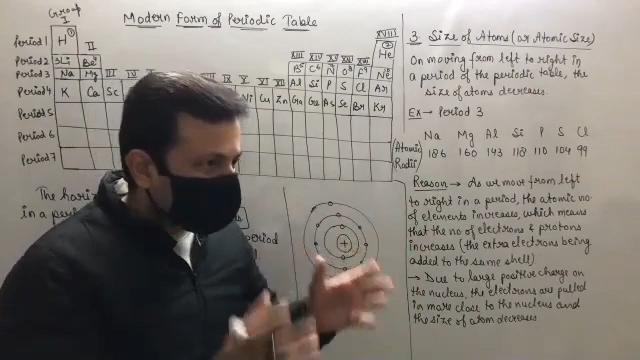 Modern Form of Periodic Table
Group
I
Period 1 H ① XVIII
He ②
II XIII XIV XV XVI XVII
Period 2 Li Be B C N O F Ne
Period 3 Na Mg III IV Al Si P S Cl Ar
Period 4 K Ca Sc Ni Cu Zn Ga Ge As Se Br Kr
Period 5
Period 6
Period 7
The hori
in a peri
period
+
3 Size of Atoms (or Atomic Size)
On moving from left to right in
a period of the periodic table, the
size of atoms decreases.
Ex → Period 3
Na Mg Al Si P S Cl
(Atomic Radii) 186 160 143 118 110 104 99
Reason → As we move from left
to right in a period, the atomic no
of elements increases, which means
that the no of electrons & protons
increases (the extra electrons being
added to the same shell)
→ Due to large positive charge on
the nucleus, the electrons are pulled
in more close to the nucleus and
the size of atom decreases